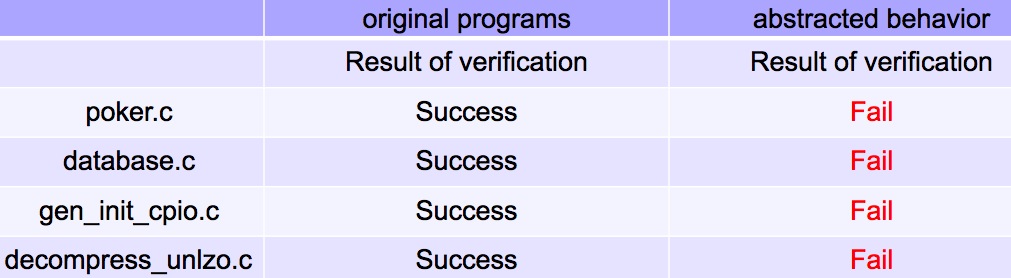 original programs abstracted behavior
Result of verification Result of verification
poker.c Success Fail
database.c Success Fail
gen_init_cpio.c Success Fail
decompress_unlzo.c Success Fail